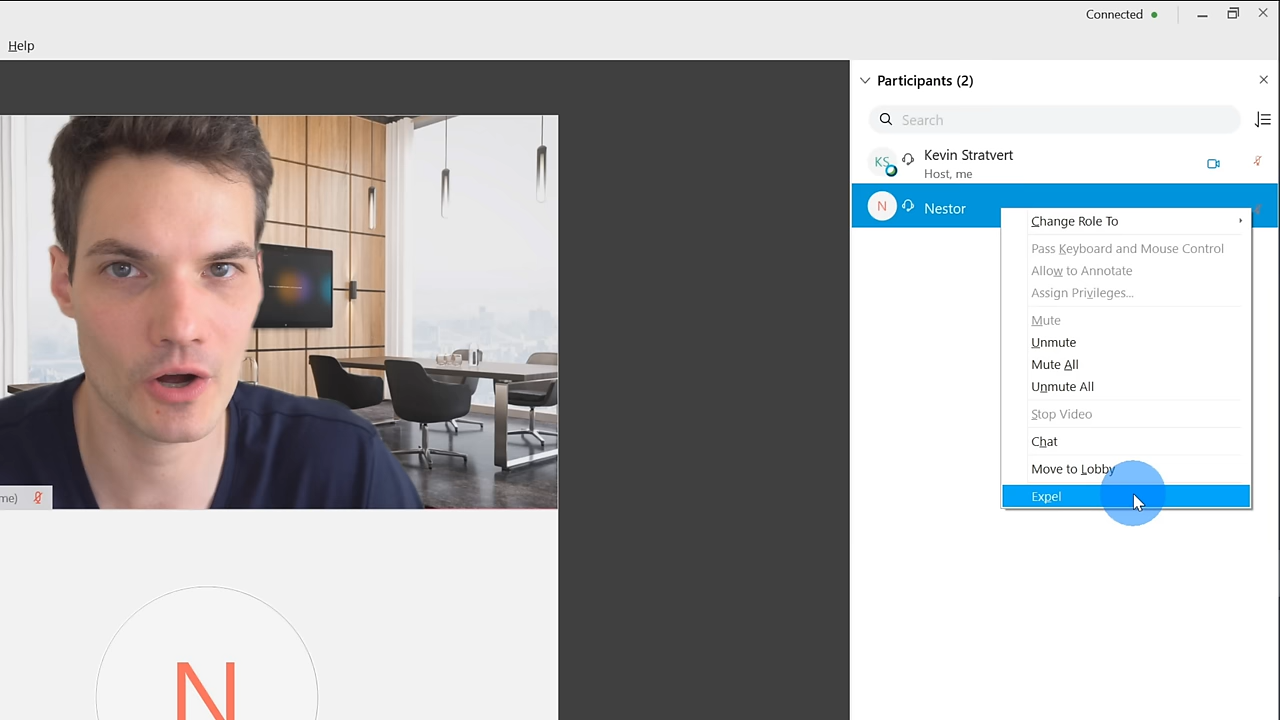 Connected
Help
Participants (2)
Search
KS
Kevin Stratvert
Host, me
N
Nestor
Change Role To
Pass Keyboard and Mouse Control
Allow to Annotate
Assign Privileges...
Mute
Unmute
Mute All
Unmute All
Stop Video
Chat
Move to Lobby
Expel
me)
N